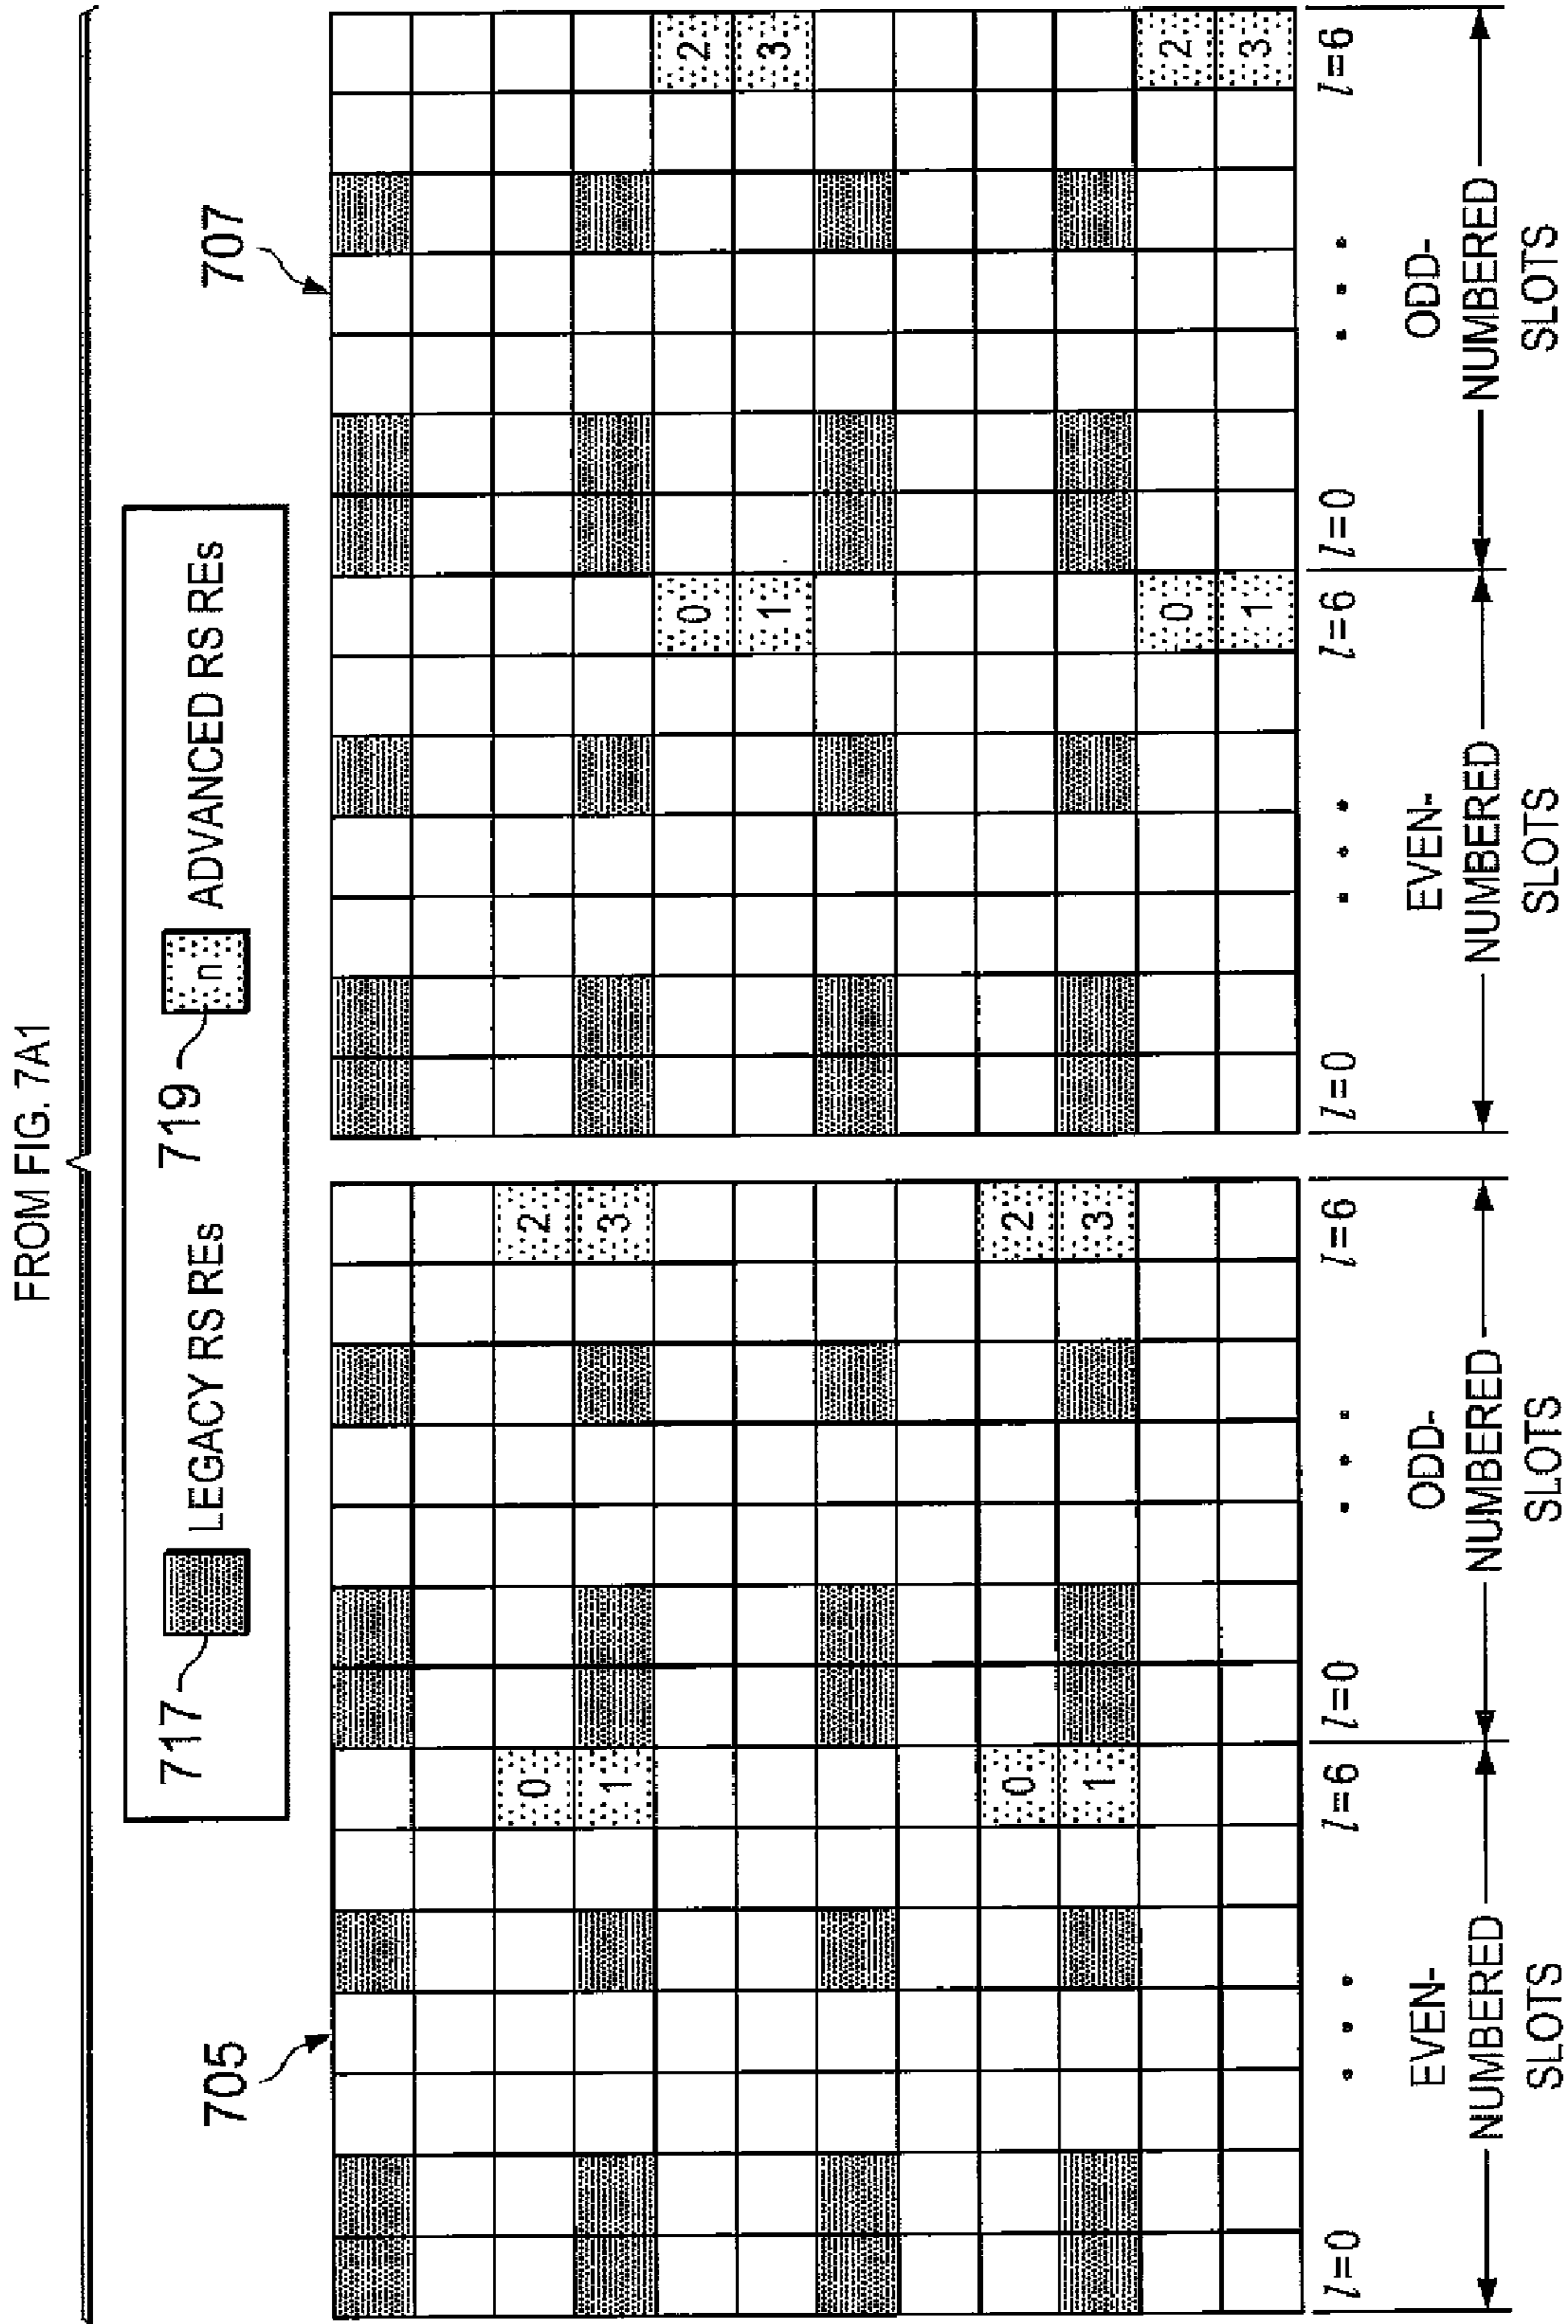 FROM FIG. 7A1
717 LEGACY RS REs 719 n ADVANCED RS REs
705 707
0 2
1 3
0 2
1 3
0 2
1 3
0 2
1 3
l=0 • • • l=6 l=0 • • • l=6 l=0 • • • l=6 l=0 • • • l=6
EVEN- ODD- EVEN- ODD-
NUMBERED NUMBERED NUMBERED NUMBERED
SLOTS SLOTS SLOTS SLOTS